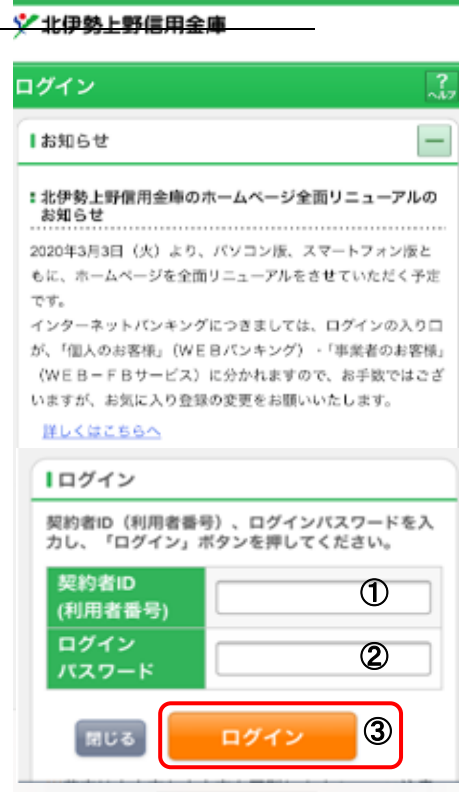 北伊勢上野信用金庫
ログイン
?
ヘルプ
お知らせ
北伊勢上野信用金庫のホームページ全面リニューアルの
お知らせ
2020年3月3日（火）より、パソコン版、スマートフォン版と
もに、ホームページを全面リニューアルをさせていただく予定
です。
インターネットバンキングにつきましては、ログインの入り口
が、「個人のお客様」（WEBバンキング）・「事業者のお客様」
（WEB－FBサービス）に分かれますので、お手数ではござ
いますが、お気に入り登録の変更をお願いいたします。
詳しくはこちらへ
ログイン
契約者ID（利用者番号）、ログインパスワードを入
力し、「ログイン」ボタンを押してください。
契約者ID
(利用者番号)
①
ログイン
パスワード
②
閉じる
ログイン
③